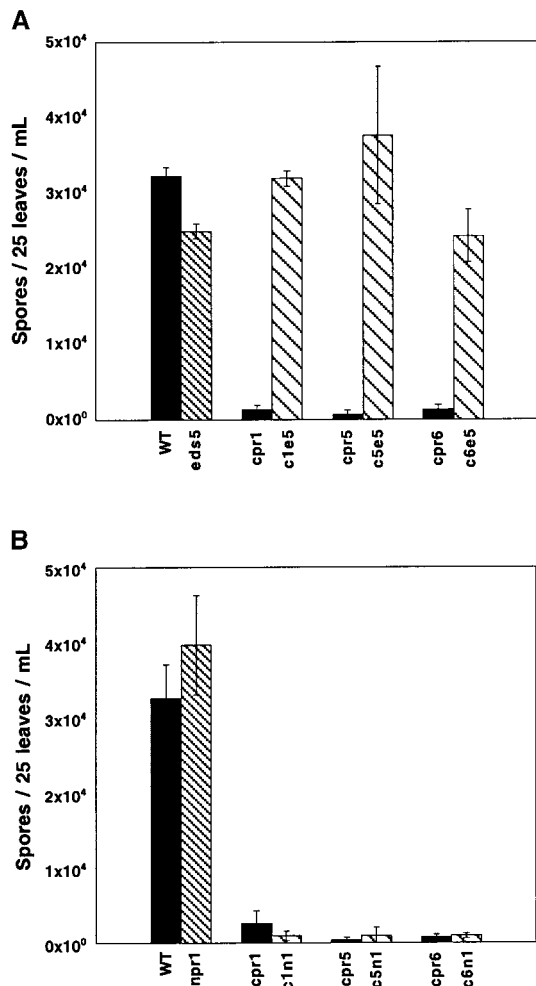 A
Spores / 25 leaves / mL
5x10⁴
4x10⁴
3x10⁴
2x10⁴
1x10⁴
0x10⁰
WT
eds5
cpr1
c1e5
cpr5
c5e5
cpr6
c6e5
B
Spores / 25 leaves / mL
5x10⁴
4x10⁴
3x10⁴
2x10⁴
1x10⁴
0x10⁰
WT
npr1
cpr1
c1n1
cpr5
c5n1
cpr6
c6n1